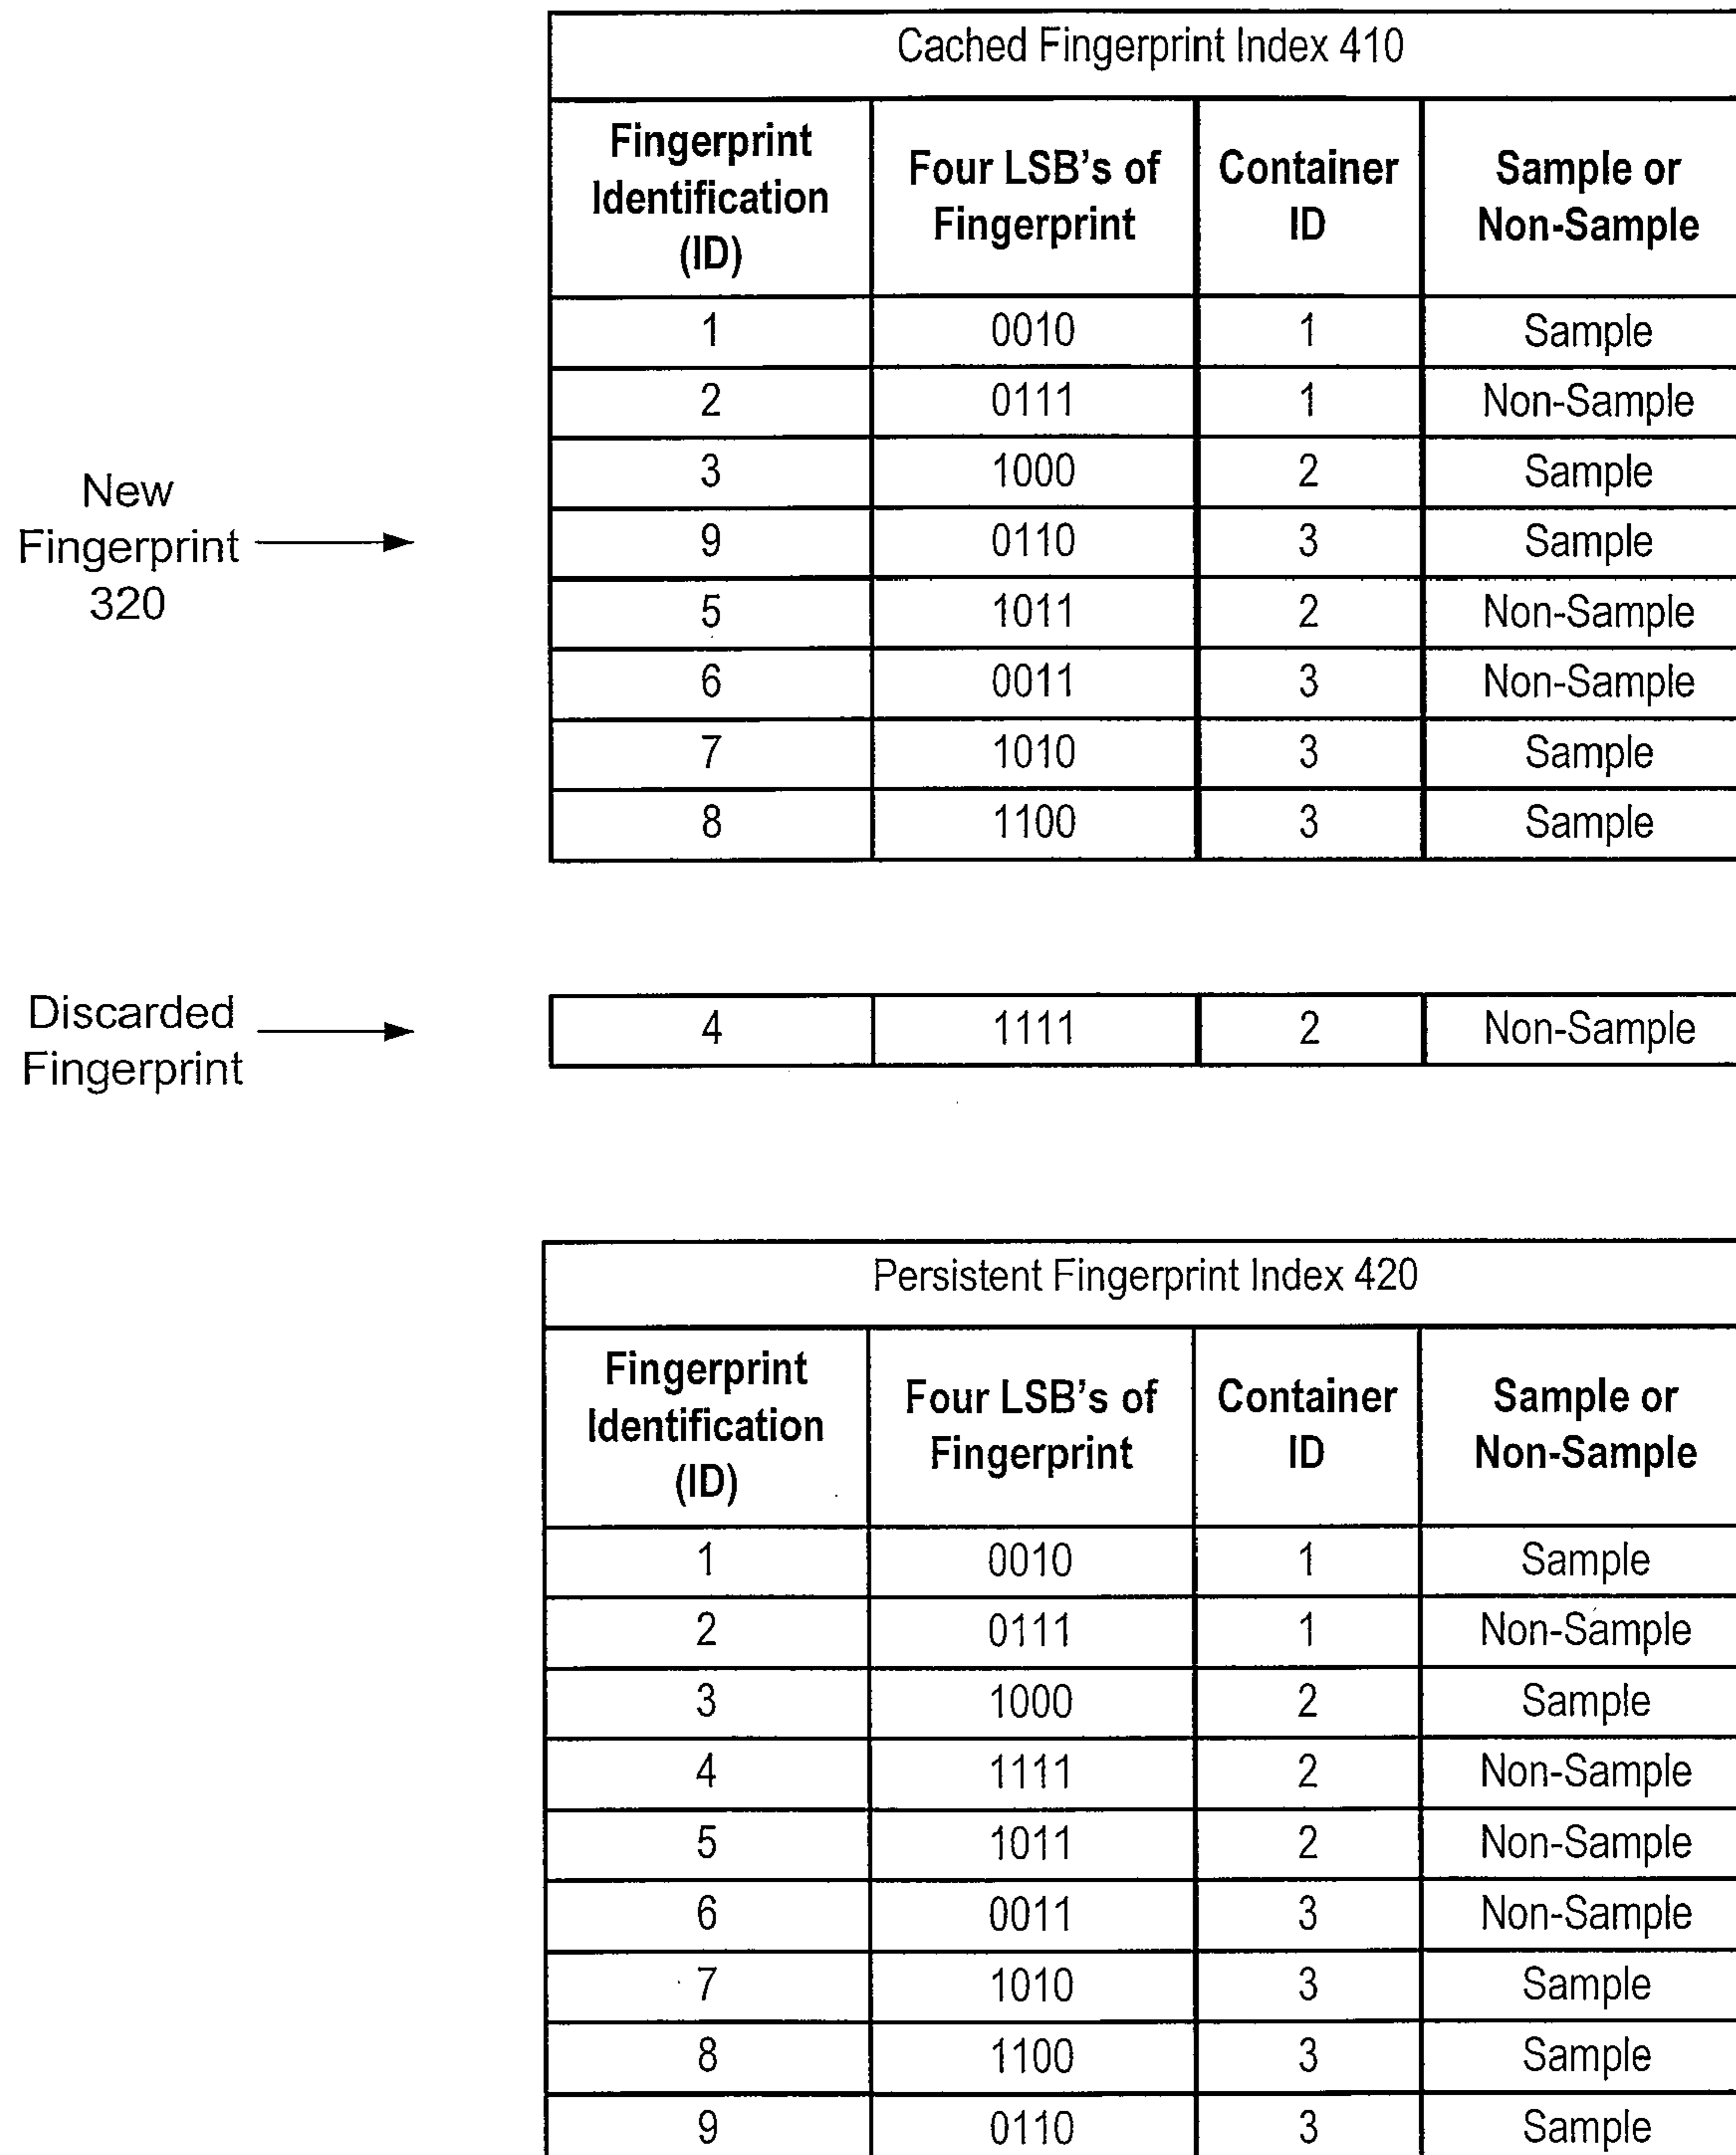 Cached Fingerprint Index 410
Fingerprint Identification (ID) Four LSB's of Fingerprint Container ID Sample or Non-Sample
1 0010 1 Sample
2 0111 1 Non-Sample
3 1000 2 Sample
New Fingerprint 320
9 0110 3 Sample
5 1011 2 Non-Sample
6 0011 3 Non-Sample
7 1010 3 Sample
8 1100 3 Sample
Discarded Fingerprint
4 1111 2 Non-Sample
Persistent Fingerprint Index 420
Fingerprint Identification (ID) Four LSB's of Fingerprint Container ID Sample or Non-Sample
1 0010 1 Sample
2 0111 1 Non-Sample
3 1000 2 Sample
4 1111 2 Non-Sample
5 1011 2 Non-Sample
6 0011 3 Non-Sample
7 1010 3 Sample
8 1100 3 Sample
9 0110 3 Sample